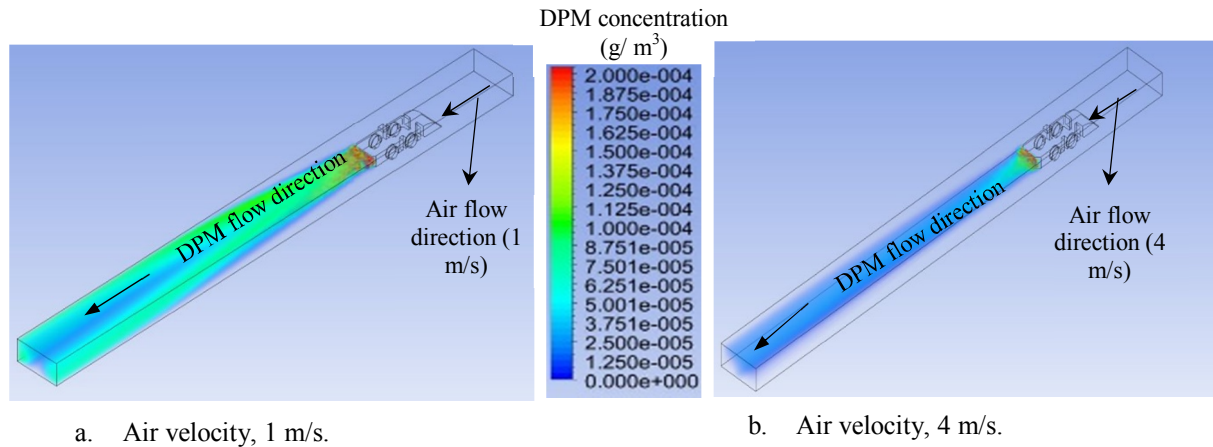 DPM concentration
(g/ m³)
DPM flow direction
Air flow
direction (1
m/s)
2.000e-004
1.875e-004
1.750e-004
1.625e-004
1.500e-004
1.375e-004
1.250e-004
1.125e-004
1.000e-004
8.751e-005
7.501e-005
6.251e-005
5.001e-005
3.751e-005
2.500e-005
1.250e-005
0.000e+000
DPM flow direction
Air flow
direction (4
m/s)
a. Air velocity, 1 m/s.
b. Air velocity, 4 m/s.